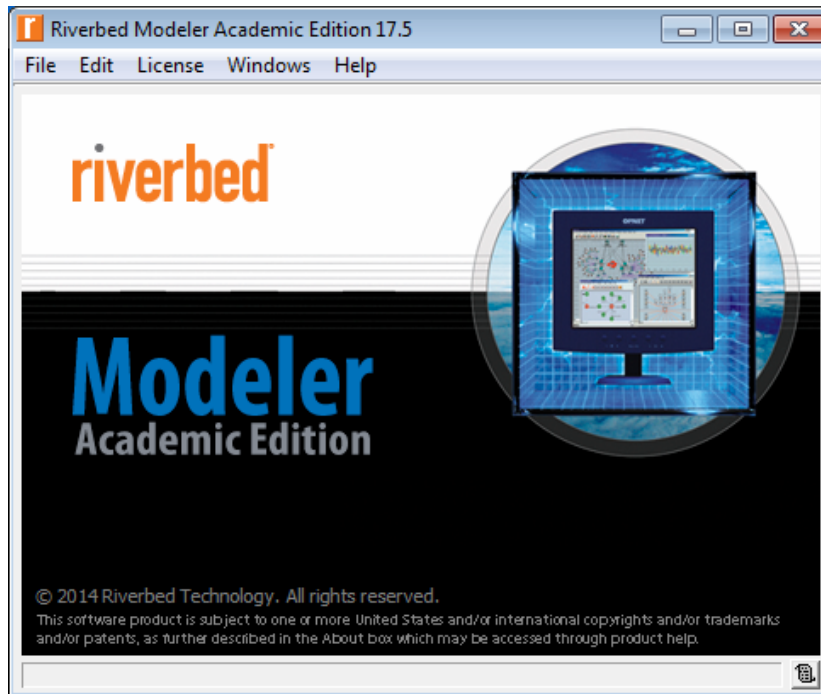 Riverbed Modeler Academic Edition 17.5
File Edit License Windows Help
riverbed
OPNET
Modeler
Academic Edition
© 2014 Riverbed Technology. All rights reserved.
This software product is subject to one or more United States and/or international copyrights and/or trademarks
and/or patents, as further described in the About box which may be accessed through product help.